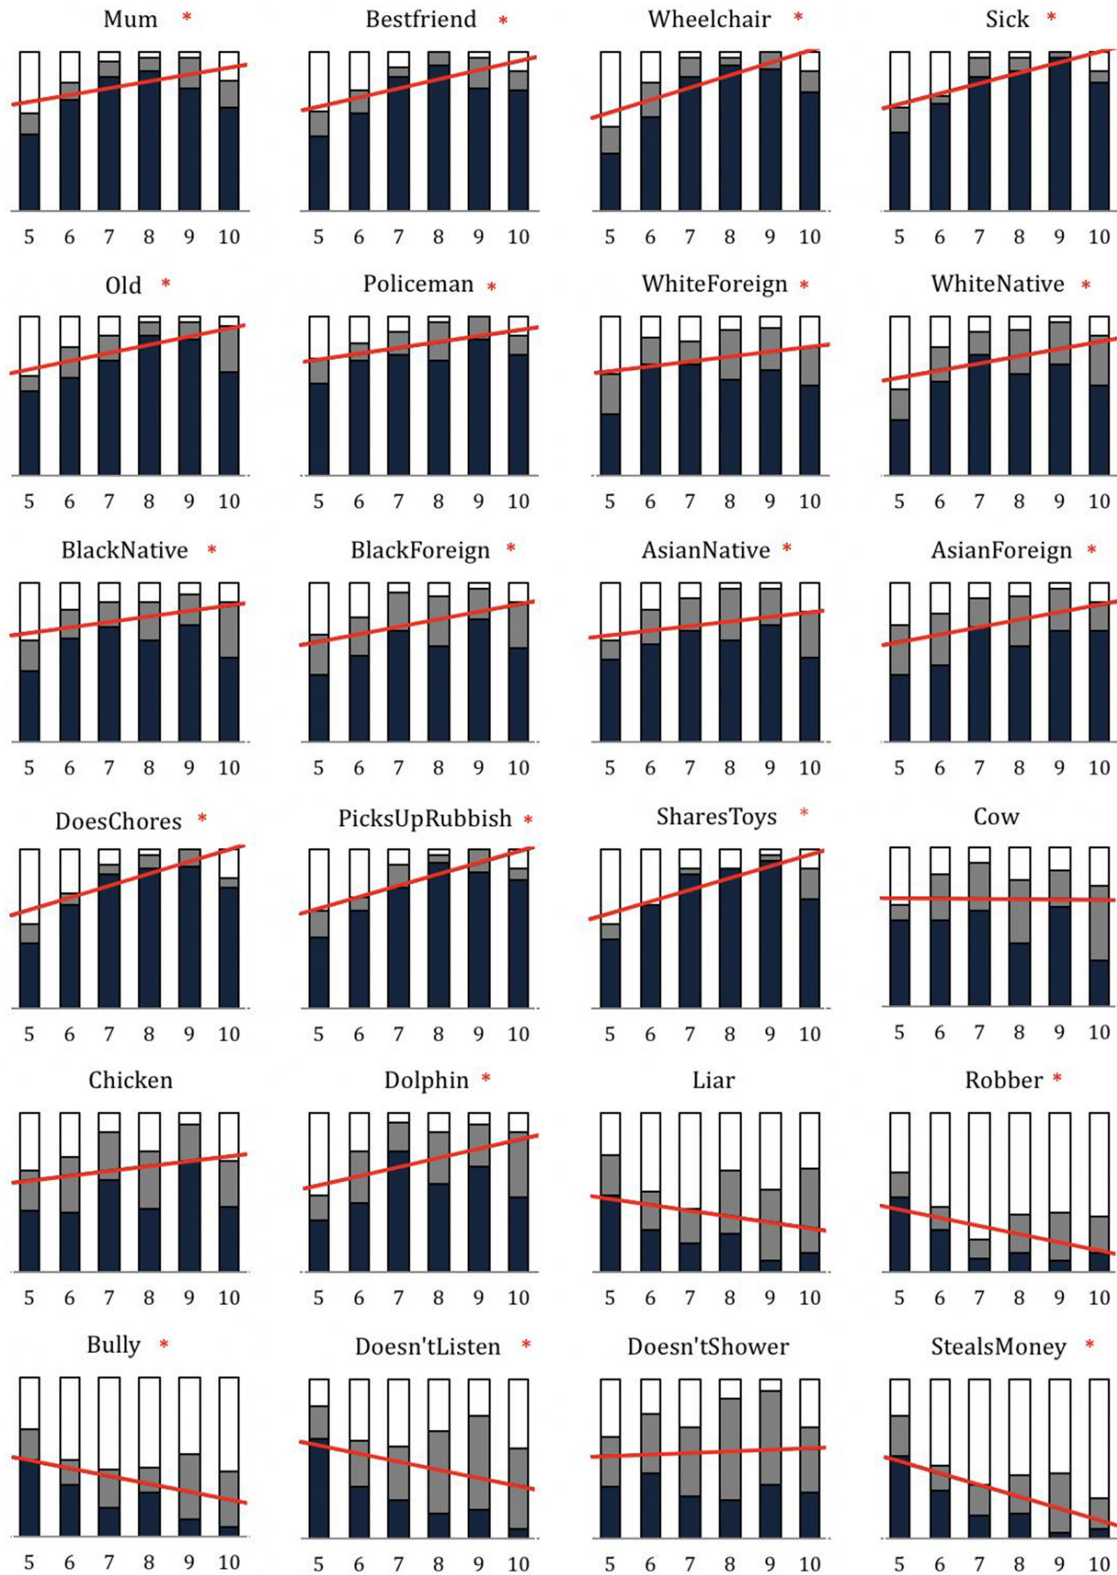 Mum * Bestfriend * Wheelchair * Sick *
5 6 7 8 9 10 5 6 7 8 9 10 5 6 7 8 9 10 5 6 7 8 9 10
Old * Policeman * WhiteForeign * WhiteNative *
5 6 7 8 9 10 5 6 7 8 9 10 5 6 7 8 9 10 5 6 7 8 9 10
BlackNative * BlackForeign * AsianNative * AsianForeign *
5 6 7 8 9 10 5 6 7 8 9 10 5 6 7 8 9 10 5 6 7 8 9 10
DoesChores * PicksUpRubbish * SharesToys * Cow
5 6 7 8 9 10 5 6 7 8 9 10 5 6 7 8 9 10 5 6 7 8 9 10
Chicken Dolphin * Liar Robber *
5 6 7 8 9 10 5 6 7 8 9 10 5 6 7 8 9 10 5 6 7 8 9 10
Bully * Doesn'tListen * Doesn'tShower StealsMoney *
5 6 7 8 9 10 5 6 7 8 9 10 5 6 7 8 9 10 5 6 7 8 9 10